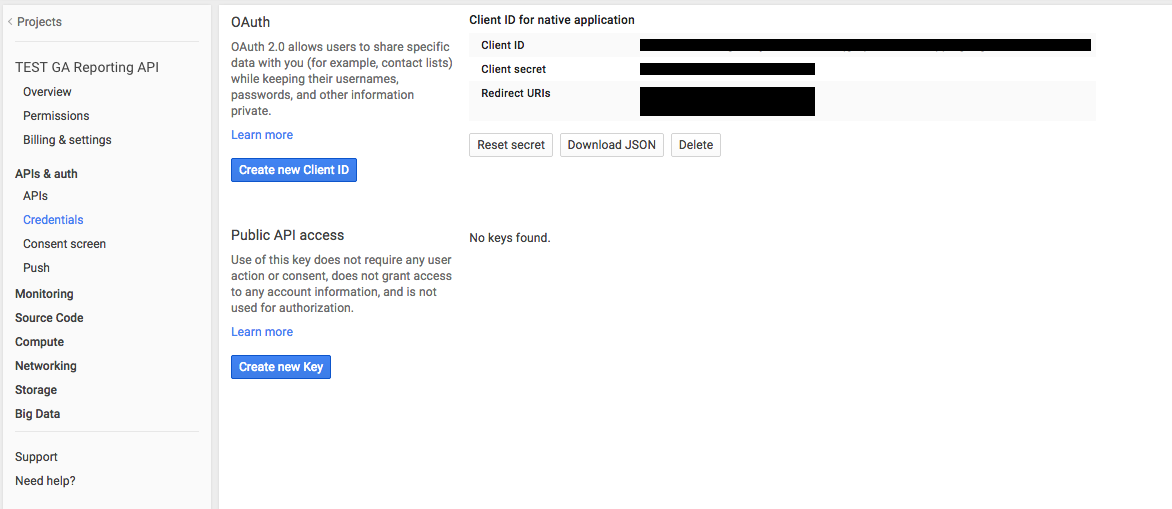 Projects
TEST GA Reporting API
Overview
Permissions
Billing & settings
APIs & auth
APIs
Credentials
Consent screen
Push
Monitoring
Source Code
Compute
Networking
Storage
Big Data
Support
Need help?
OAuth
OAuth 2.0 allows users to share specific
data with you (for example, contact lists)
while keeping their usernames,
passwords, and other information
private.
Learn more
Create new Client ID
Client ID for native application
Client ID
Client secret
Redirect URIs
Reset secret Download JSON Delete
Public API access
Use of this key does not require any user
action or consent, does not grant access
to any account information, and is not
used for authorization.
Learn more
Create new Key
No keys found.